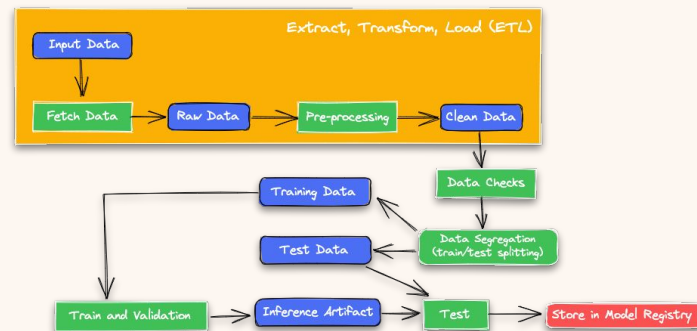 Extract, Transform, Load (ETL)
Input Data
Fetch Data
Raw Data
Pre-processing
Clean Data
Data Checks
Training Data
Data Segregation
(train/test splitting)
Test Data
Train and Validation
Inference Artifact
Test
Store in Model Registry